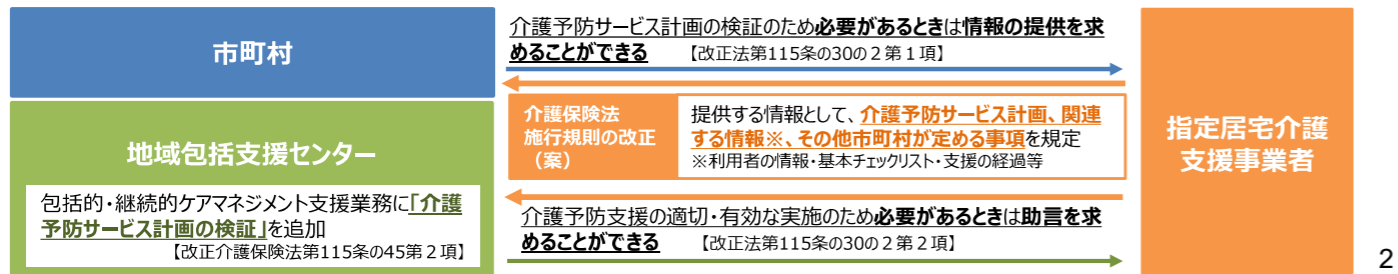 市町村
介護予防サービス計画の検証のため必要があるときは情報の提供を求
めることができる 【改正法第115条の30の２第１項】
介護保険法
施行規則の改正
（案）
提供する情報として、介護予防サービス計画、関連
する情報※、その他市町村が定める事項を規定
※利用者の情報・基本チェックリスト・支援の経過等
指定居宅介護
支援事業者
地域包括支援センター
包括的・継続的ケアマネジメント支援業務に「介護
予防サービス計画の検証」を追加
【改正介護保険法第115条の45第２項】
介護予防支援の適切・有効な実施のため必要があるときは助言を求
めることができる 【改正法第115条の30の２第２項】
2